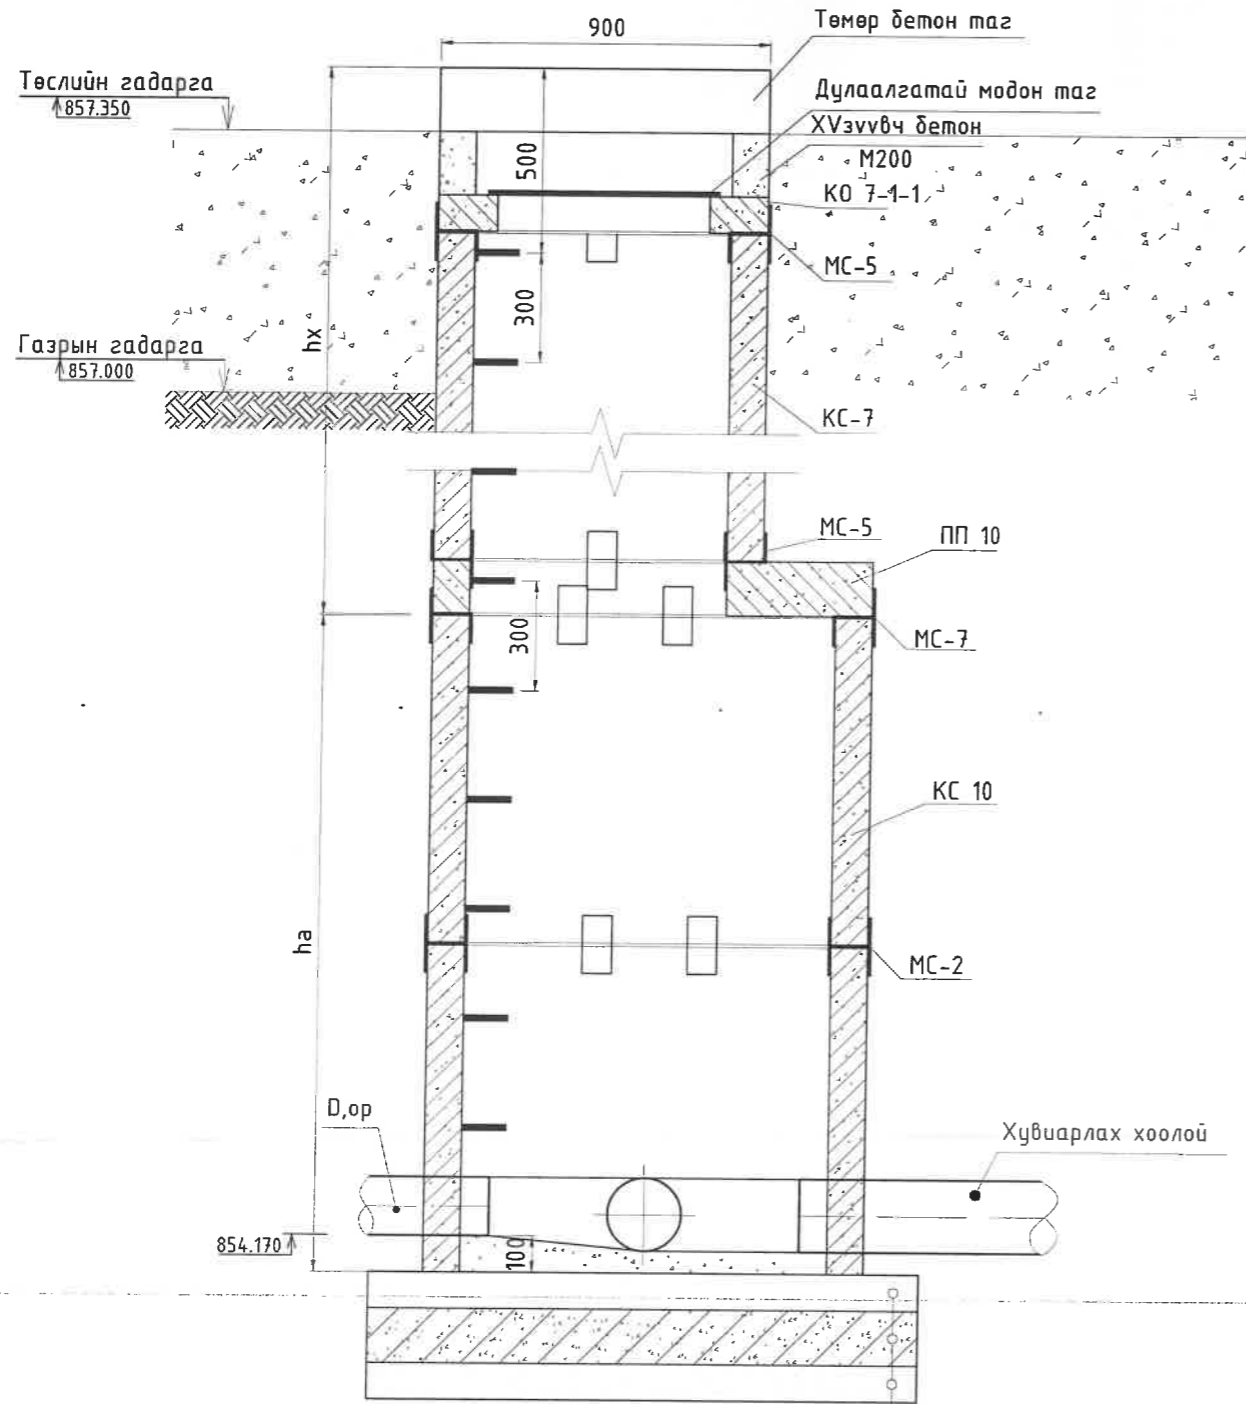 900
Төмөр бетон таг
Төслийн гадарга
857.350
Дулаалгатай модон таг
ХVзүүвч бетон
М200
500
КО 7-1-1
МС-5
300
hx
Газрын гадарга
857.000
КС-7
МС-5
ПП 10
300
МС-7
КС 10
ha
МС-2
D,ор
Хувиарлах хоолой
854.170
100